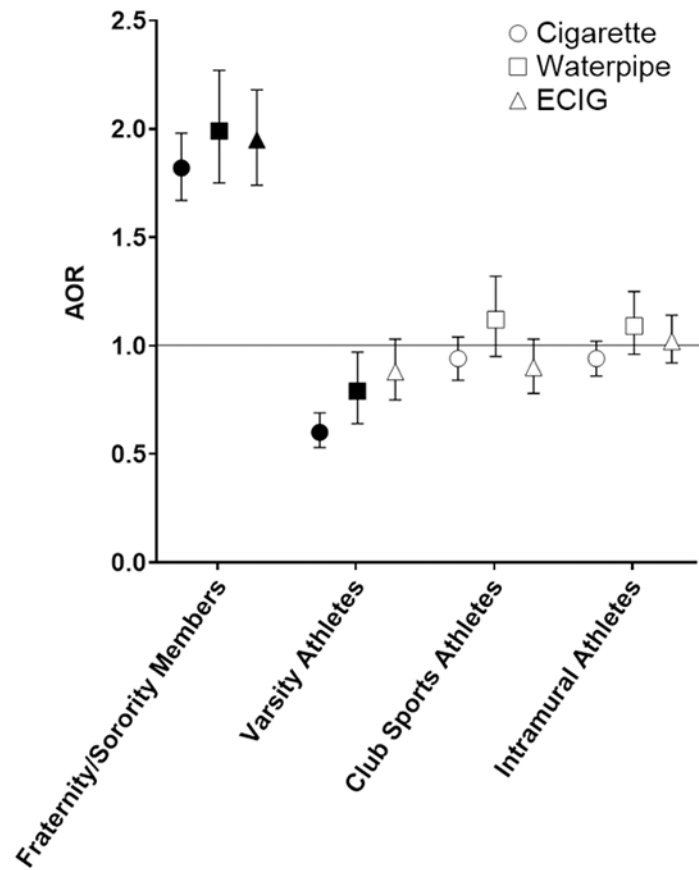 2.5
2.0
1.5
1.0
0.5
0.0
AOR
Cigarette
Waterpipe
ECIG
Fraternity/Sorority Members
Varsity Athletes
Club Sports Athletes
Intramural Athletes